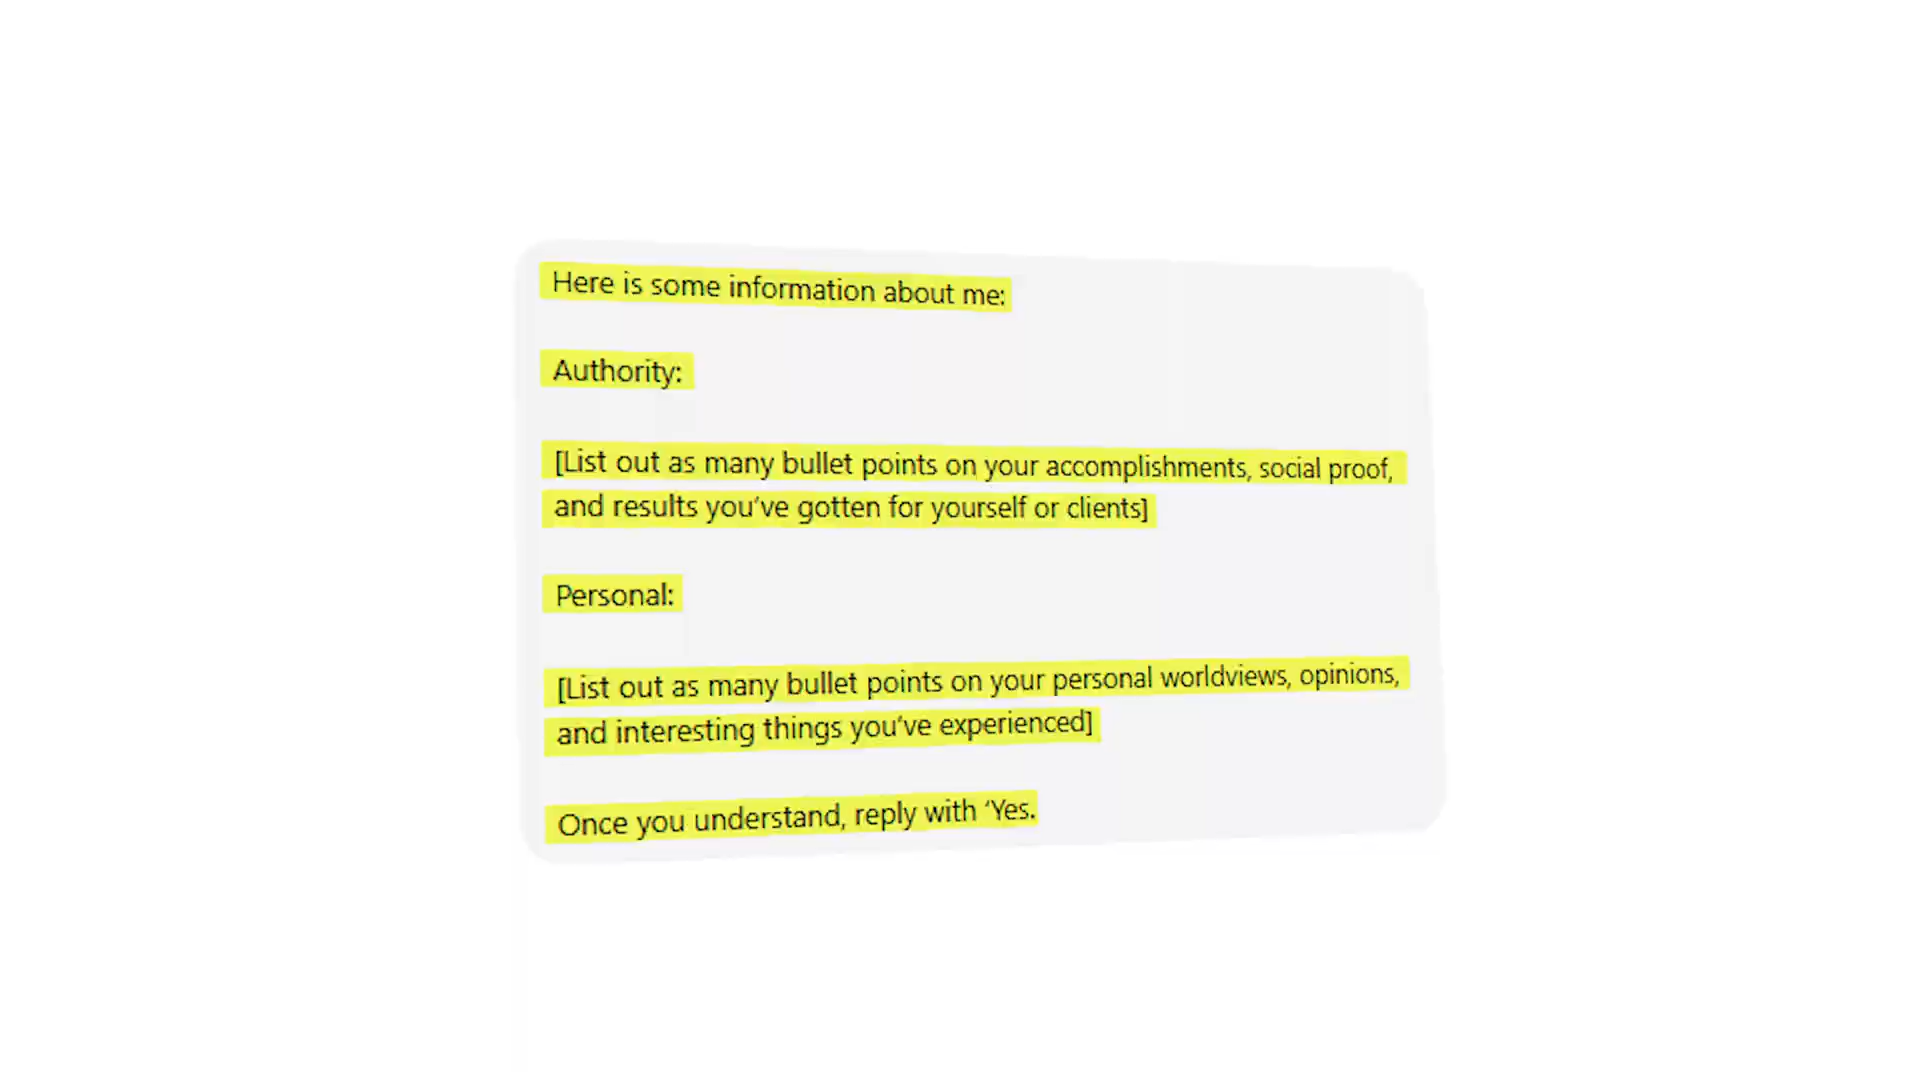 Here is some information about me:
Authority:
[List out as many bullet points on your accomplishments, social proof,
and results you've gotten for yourself or clients]
Personal:
[List out as many bullet points on your personal worldviews, opinions,
and interesting things you've experienced]
Once you understand, reply with ‘Yes.